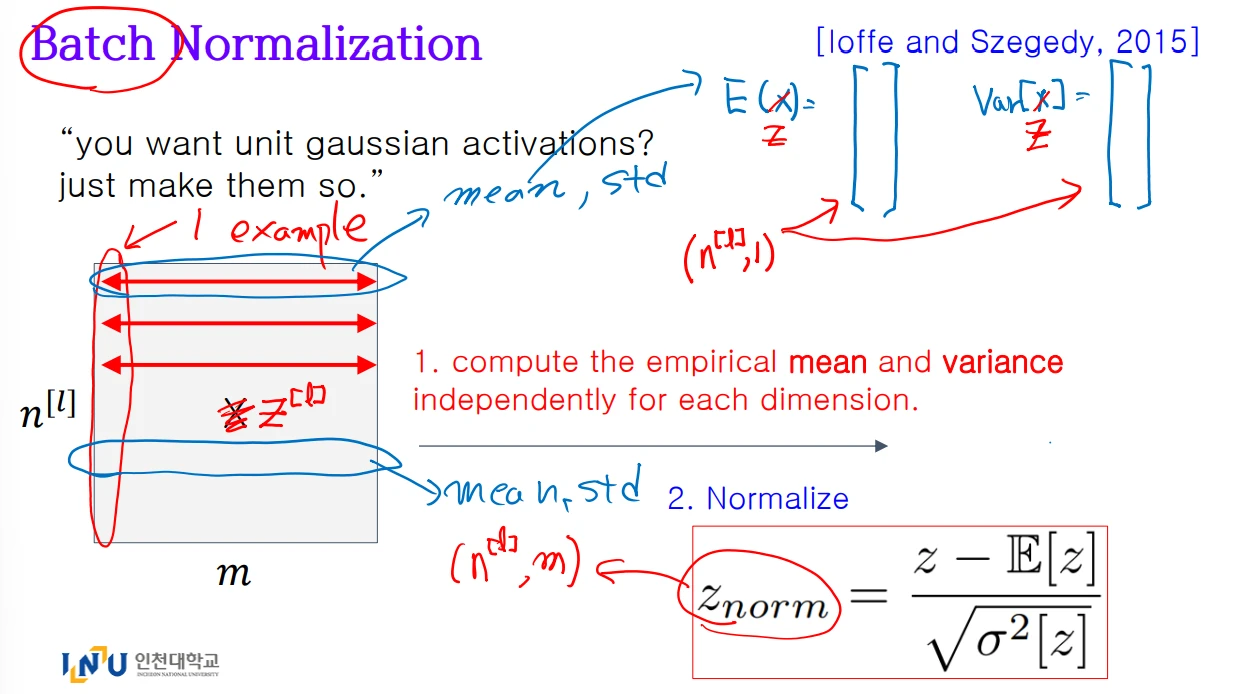 Batch Normalization
[Ioffe and Szegedy, 2015]
E(x)=
z
Var[x]=
z
“you want unit gaussian activations?
just make them so.”
mean, std
1 example
(n^[l], 1)
1. compute the empirical mean and variance
independently for each dimension.
n^[l]
X z^[l]
mean, std
2. Normalize
(n^[l], m)
z_norm = (z − 𝔼[z]) / √(σ²[z])
m
INU 인천대학교
INCHEON NATIONAL UNIVERSITY